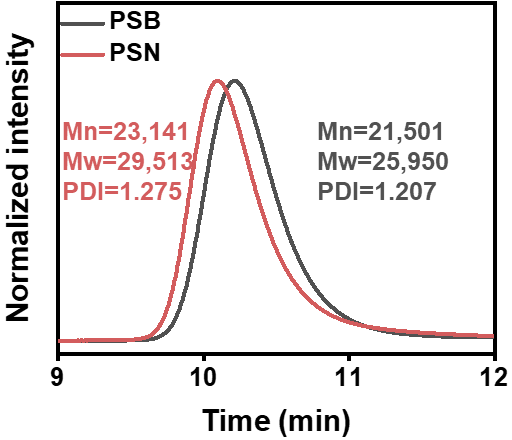 PSB
PSN
Mn=23,141
Mw=29,513
PDI=1.275
Mn=21,501
Mw=25,950
PDI=1.207
Normalized intensity
9 10 11 12
Time (min)